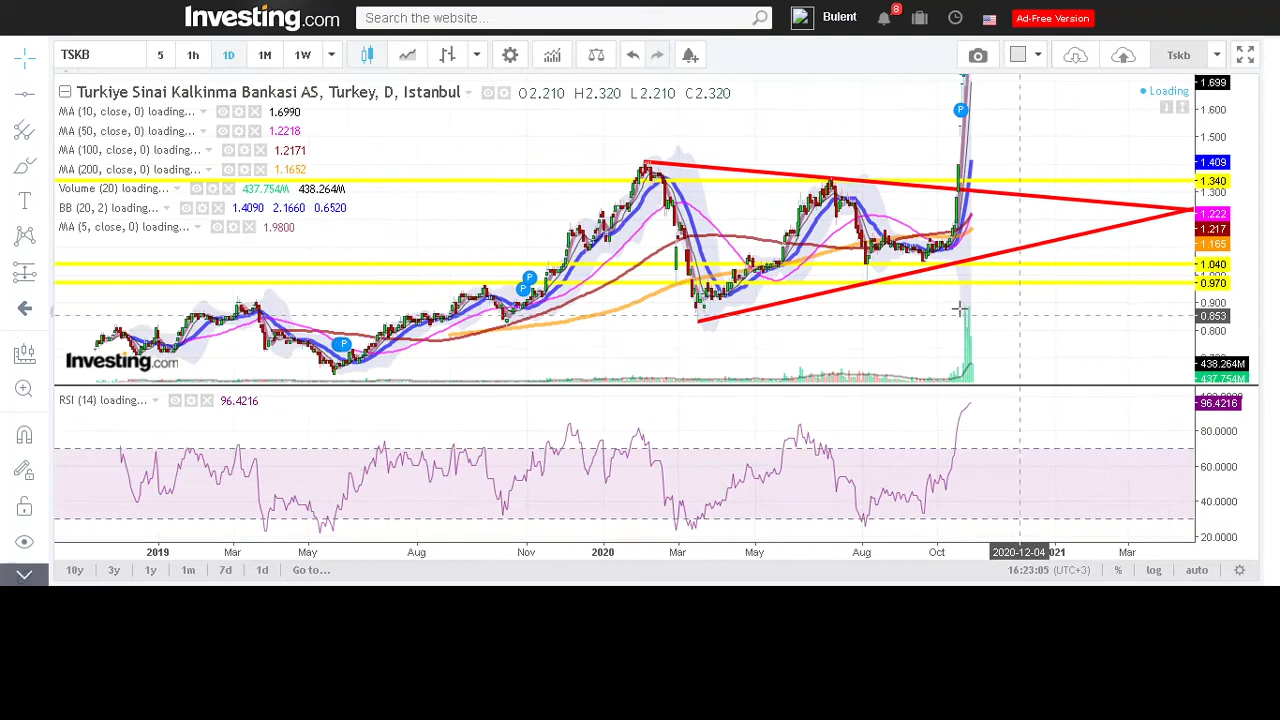 Investing.com Search the website... Bulent 8 Ad-Free Version
TSKB 5 1h 1D 1M 1W Tskb
Turkiye Sinai Kalkinma Bankasi AS, Turkey, D, Istanbul O2.210 H2.320 L2.210 C2.320
Loading
MA (10, close, 0) loading... 1.6990
MA (50, close, 0) loading... 1.2218
MA (100, close, 0) loading... 1.2171
MA (200, close, 0) loading... 1.1652
Volume (20) loading... 437.754M 438.264M
BB (20, 2) loading... 1.4090 2.1660 0.6520
MA (5, close, 0) loading... 1.9800
P
P
P
P
1.699
1.600
1.500
1.409
1.340
1.300
1.222
1.217
1.165
1.040
0.970
0.900
0.853
0.800
438.264M
437.754M
Investing.com
RSI (14) loading... 96.4216
96.4216
80.0000
60.0000
40.0000
20.0000
2019 Mar May Aug Nov 2020 Mar May Aug Oct 2020-12-04 021 Mar
10y 3y 1y 1m 7d 1d Go to... 16:23:05 (UTC+3) % log auto